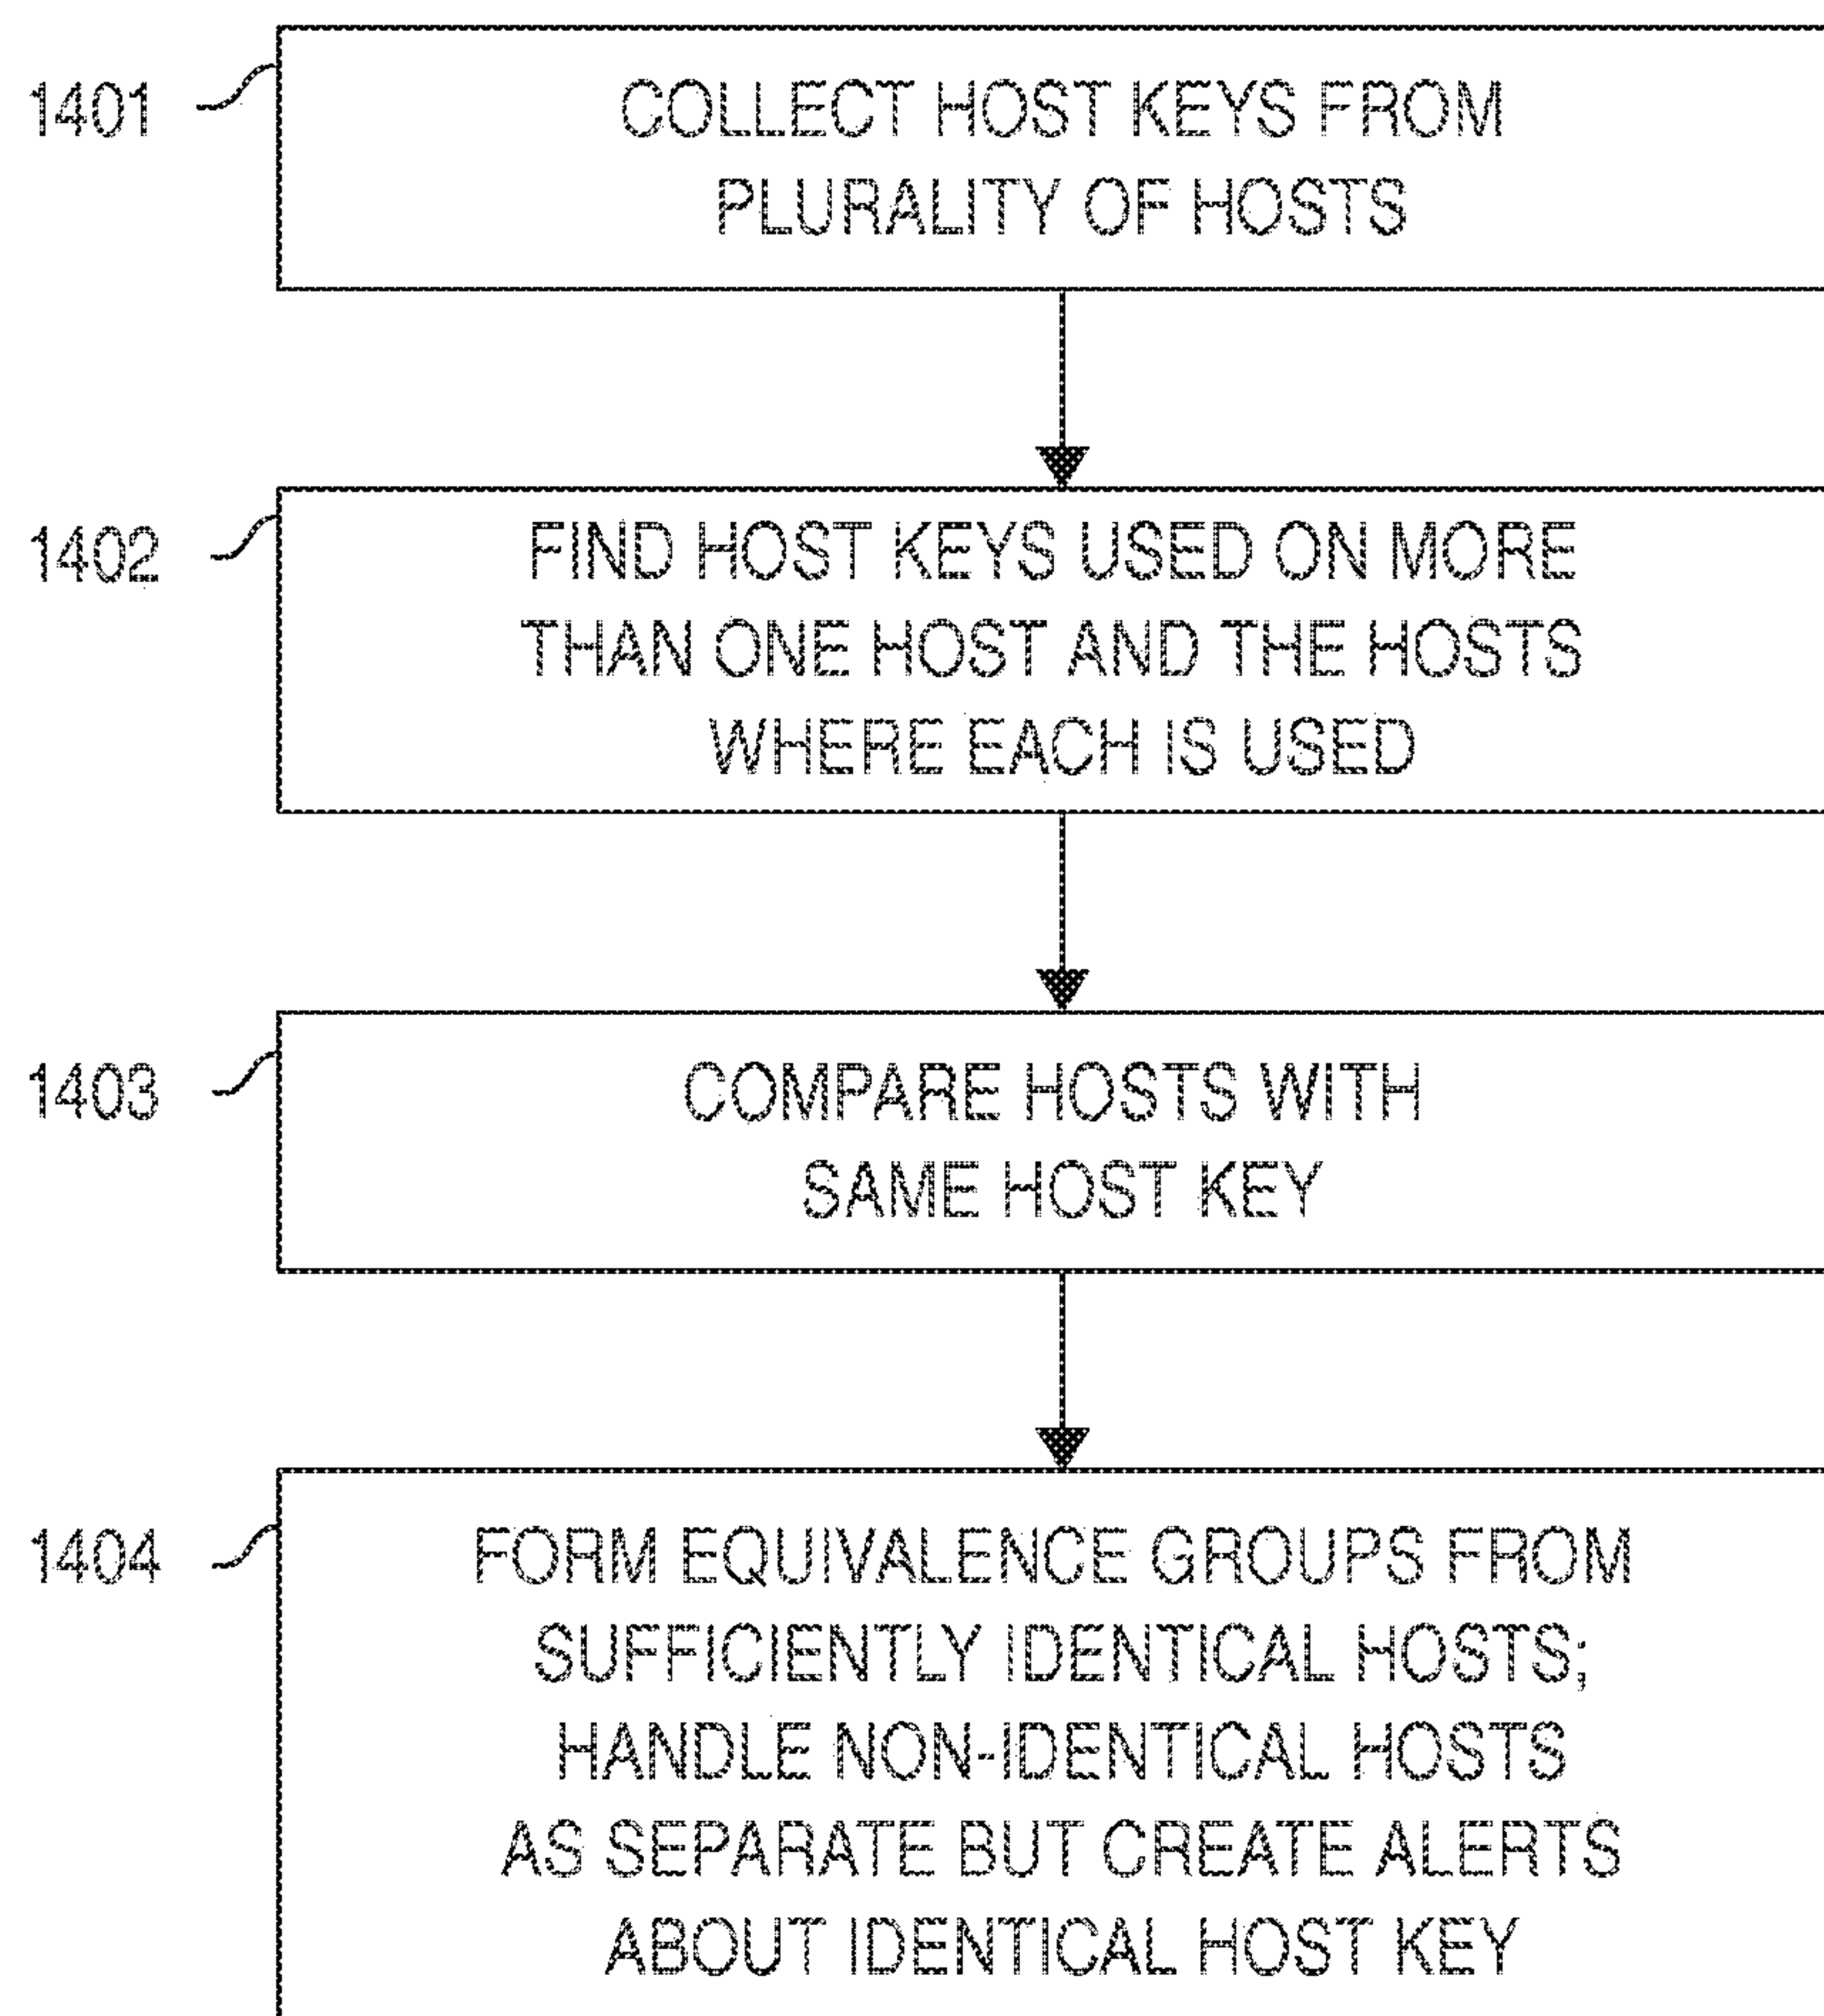 1401
COLLECT HOST KEYS FROM
PLURALITY OF HOSTS
1402
FIND HOST KEYS USED ON MORE
THAN ONE HOST AND THE HOSTS
WHERE EACH IS USED
1403
COMPARE HOSTS WITH
SAME HOST KEY
1404
FORM EQUIVALENCE GROUPS FROM
SUFFICIENTLY IDENTICAL HOSTS;
HANDLE NON-IDENTICAL HOSTS
AS SEPARATE BUT CREATE ALERTS
ABOUT IDENTICAL HOST KEY